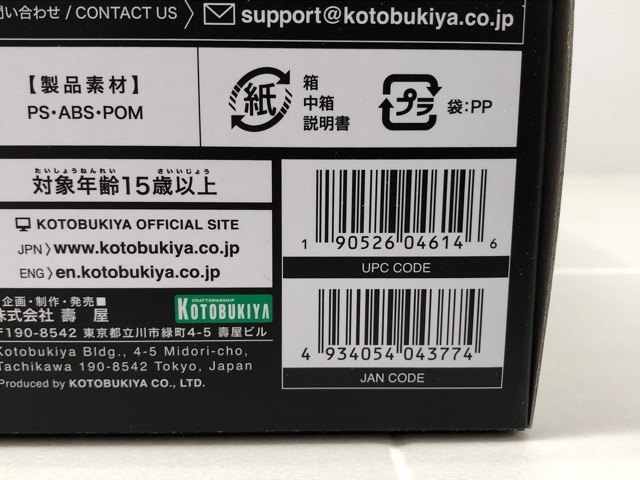 い合わせ / CONTACT US 〉 support@kotobukiya.co.jp
【製品素材】
PS・ABS・POM
紙
箱
中箱
説明書
プラ
袋:PP
たいしょうねんれい さいいじょう
対象年齢15歳以上
KOTOBUKIYA OFFICIAL SITE
JPN〉www.kotobukiya.co.jp
ENG〉en.kotobukiya.co.jp
企画・制作・発売■
株式会社 壽 屋
CRAFTSMANSHIP
KOTOBUKIYA
〒190-8542 東京都立川市緑町4-5 壽屋ビル
Kotobukiya Bldg., 4-5 Midori-cho,
Tachikawa 190-8542 Tokyo, Japan
Produced by KOTOBUKIYA CO., LTD.
1 90526 04614 6
UPC CODE
4 934054 043774
JAN CODE